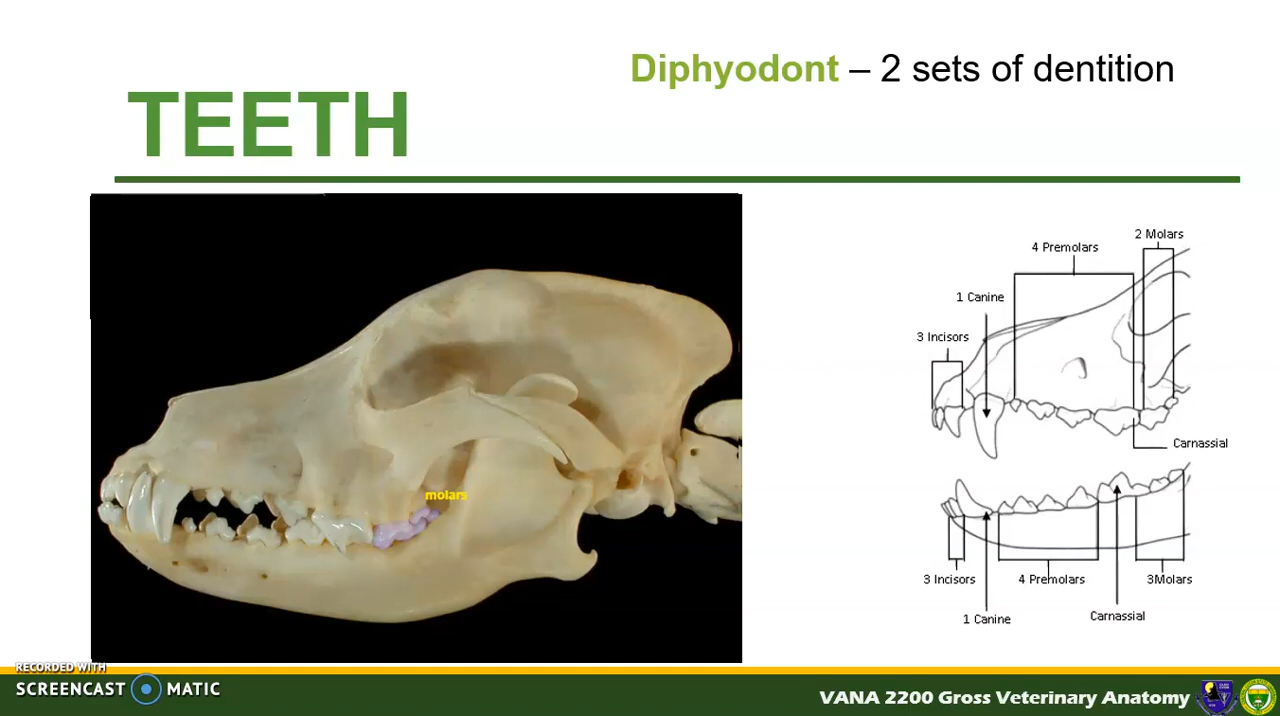 Diphyodont – 2 sets of dentition
TEETH
molars
2 Molars
4 Premolars
1 Canine
3 Incisors
Carnassial
3 Incisors
4 Premolars
3Molars
1 Canine
Carnassial
RECORDED WITH
SCREENCAST MATIC
VANA 2200 Gross Veterinary Anatomy